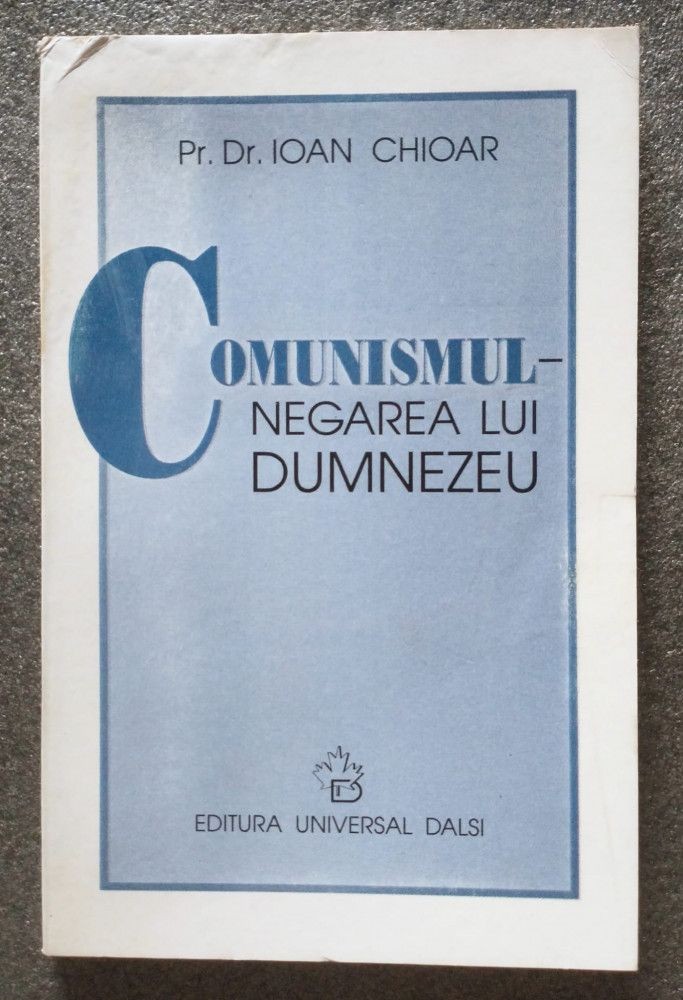 Pr. Dr. IOAN CHIOAR
COMUNISMUL-
NEGAREA LUI
DUMNEZEU
EDITURA UNIVERSAL DALSI